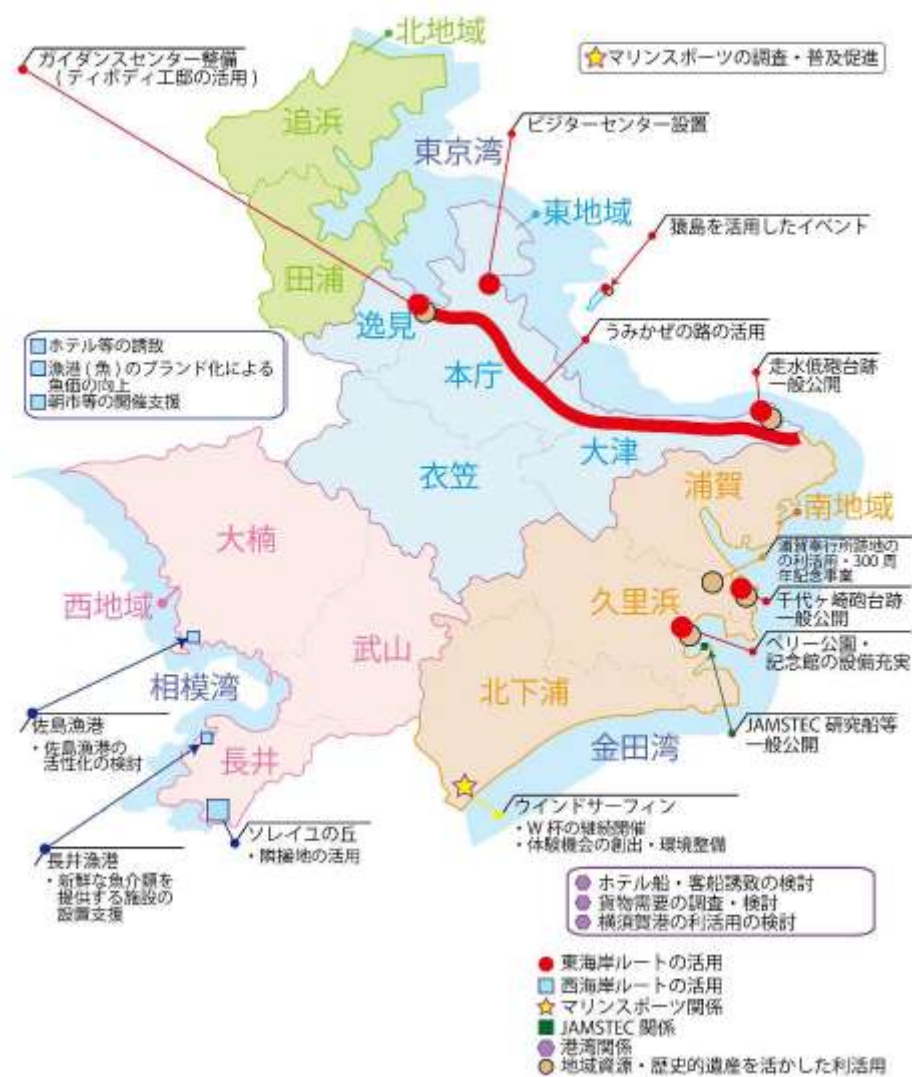 ガイダンスセンター整備
(ティボディエ邸の活用)
北地域
マリンスポーツの調査・普及促進
追浜
東京湾
ビジターセンター設置
東地域
猿島を活用したイベント
田浦
逸見
ホテル等の誘致
漁港(魚)のブランド化による
魚価の向上
朝市等の開催支援
本庁
うみかぜの路の活用
走水低砲台跡
一般公開
衣笠
大津
浦賀
南地域
大楠
浦賀奉行所跡地の
の利活用・300周
年記念事業
西地域
久里浜
千代ヶ崎砲台跡
一般公開
武山
ペリー公園・
記念館の設備充実
相模湾
北下浦
佐島漁港
・佐島漁港の
活性化の検討
JAMSTEC 研究船等
一般公開
長井
金田湾
長井漁港
・新鮮な魚介類を
提供する施設の
設置支援
ソレイユの丘
・隣接地の活用
ウインドサーフィン
・W杯の継続開催
・体験機会の創出・環境整備
ホテル船・客船誘致の検討
貨物需要の調査・検討
横須賀港の利活用の検討
東海岸ルートの活用
西海岸ルートの活用
マリンスポーツ関係
JAMSTEC 関係
港湾関係
地域資源・歴史的遺産を活かした利活用